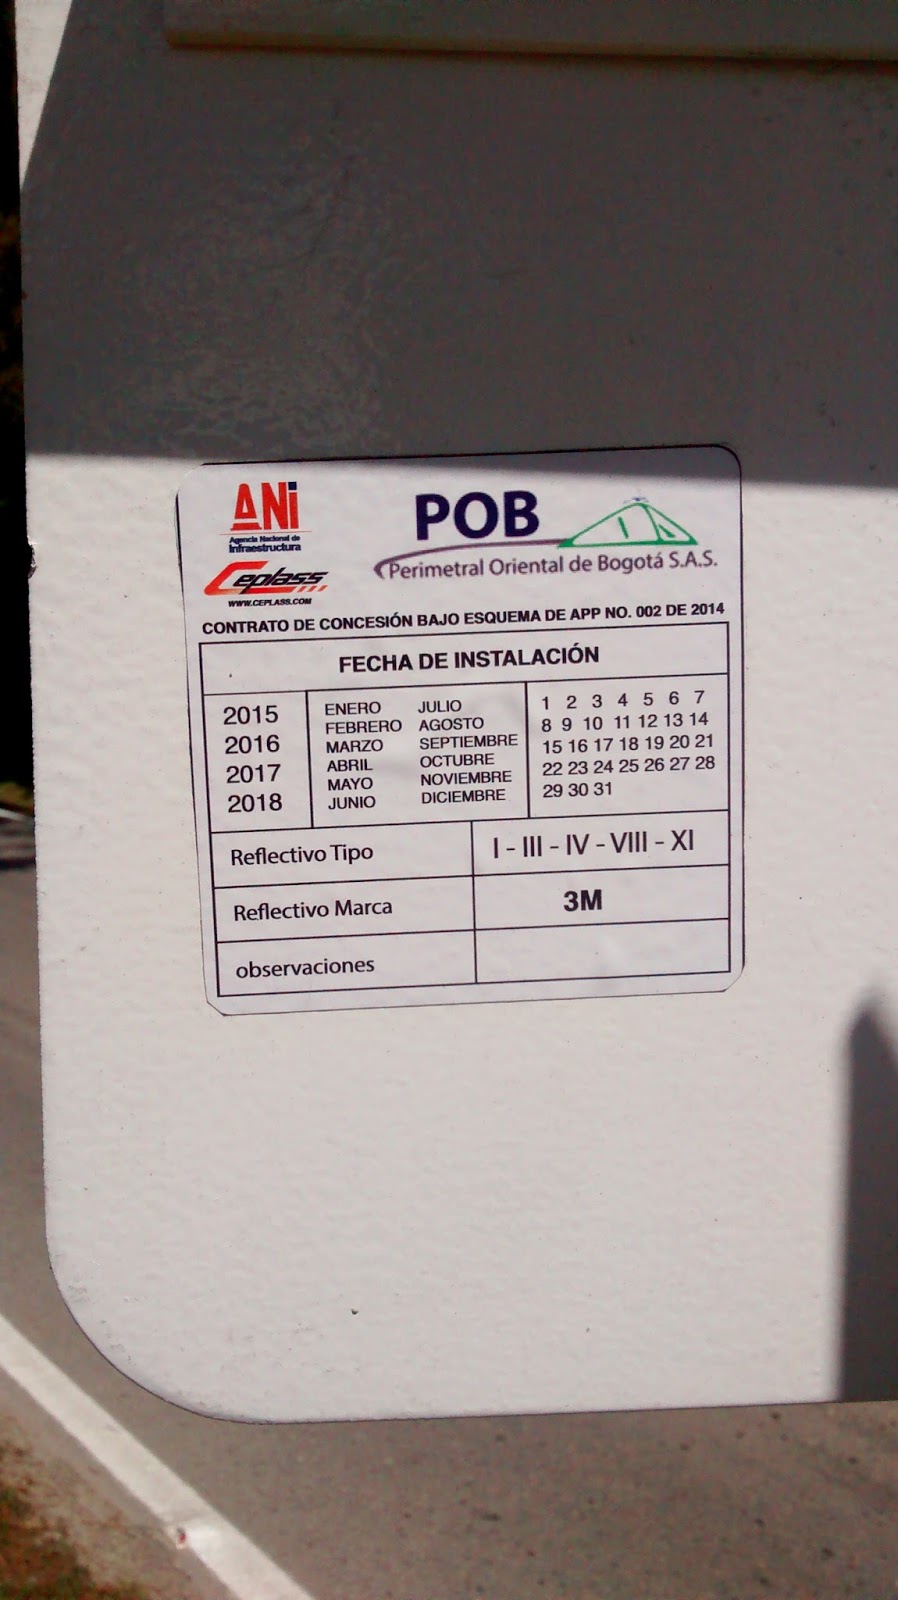 ANi
Agencia Nacional de
Infraestructura
Ceplass
WWW.CEPLASS.COM
POB
Perimetral Oriental de Bogotá S.A.S.
CONTRATO DE CONCESIÓN BAJO ESQUEMA DE APP NO. 002 DE 2014
FECHA DE INSTALACIÓN
2015
2016
2017
2018
ENERO JULIO
FEBRERO AGOSTO
MARZO SEPTIEMBRE
ABRIL OCTUBRE
MAYO NOVIEMBRE
JUNIO DICIEMBRE
1 2 3 4 5 6 7
8 9 10 11 12 13 14
15 16 17 18 19 20 21
22 23 24 25 26 27 28
29 30 31
Reflectivo Tipo I - III - IV - VIII - XI
Reflectivo Marca 3M
observaciones